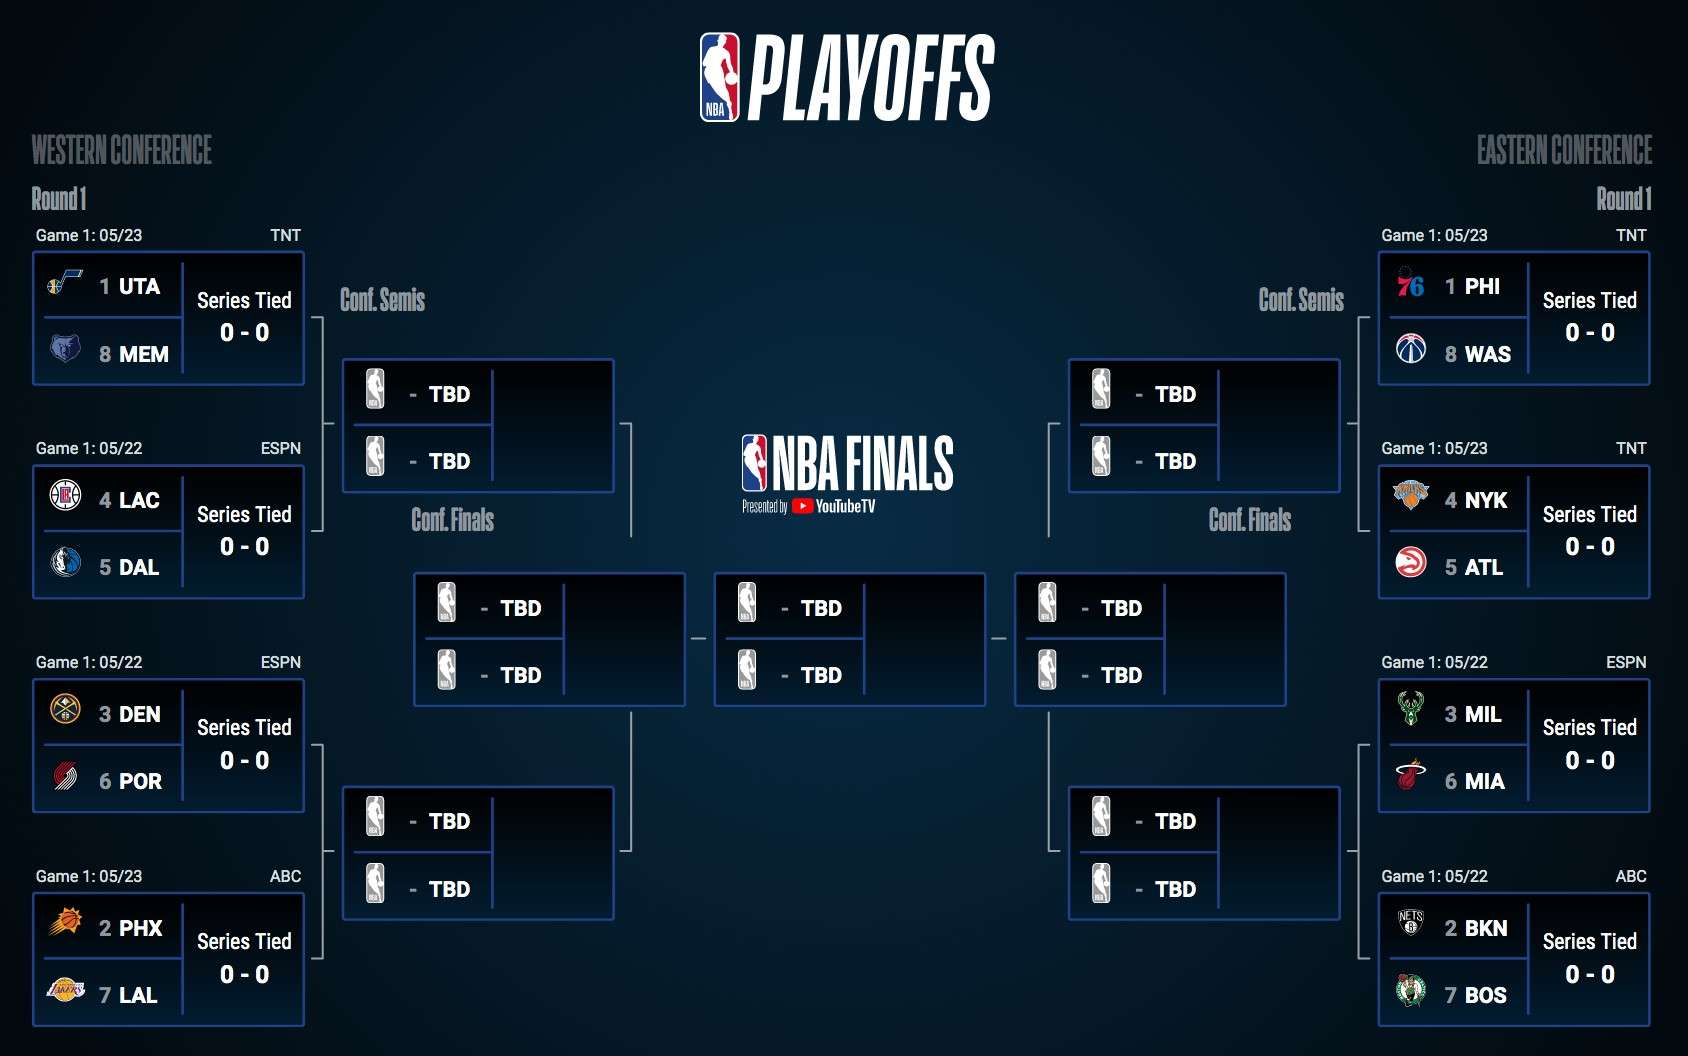 NBA PLAYOFFS
WESTERN CONFERENCE
EASTERN CONFERENCE
Round 1
Round 1
Game 1: 05/23 TNT
1 UTA
8 MEM
Series Tied
0 - 0
Game 1: 05/22 ESPN
4 LAC
5 DAL
Series Tied
0 - 0
Game 1: 05/22 ESPN
3 DEN
6 POR
Series Tied
0 - 0
Game 1: 05/23 ABC
2 PHX
LAKERS
7 LAL
Series Tied
0 - 0
Conf. Semis
- TBD
- TBD
- TBD
- TBD
Conf. Finals
- TBD
- TBD
NBA FINALS
Presented by YouTubeTV
- TBD
- TBD
Conf. Finals
- TBD
- TBD
Conf. Semis
- TBD
- TBD
- TBD
- TBD
Game 1: 05/23 TNT
76
1 PHI
8 WAS
Series Tied
0 - 0
Game 1: 05/23 TNT
KNICKS
4 NYK
5 ATL
Series Tied
0 - 0
Game 1: 05/22 ESPN
3 MIL
6 MIA
Series Tied
0 - 0
Game 1: 05/22 ABC
NETS
B
2 BKN
7 BOS
Series Tied
0 - 0